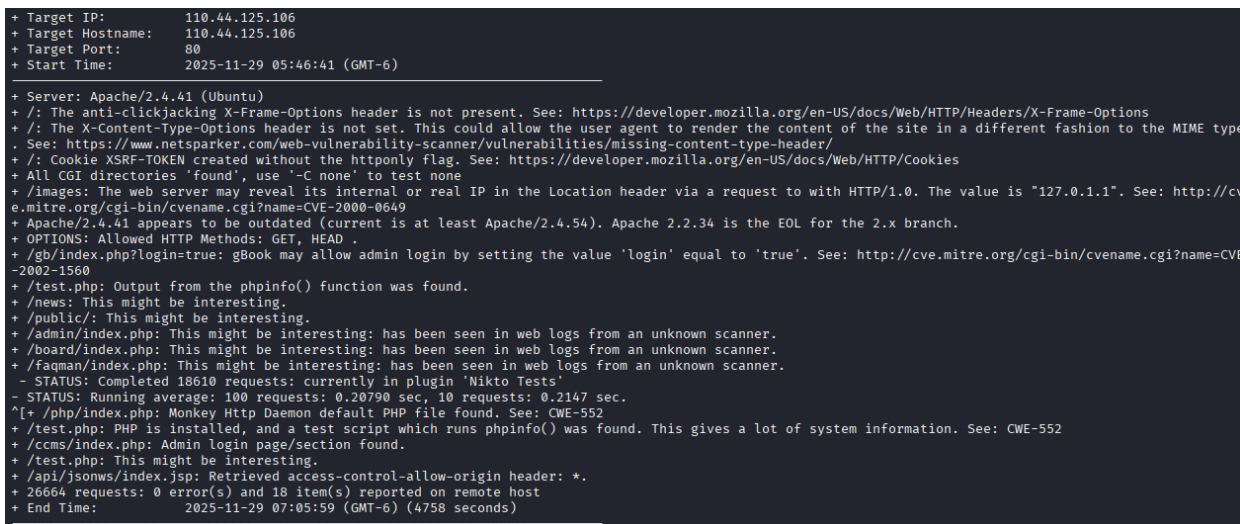 + Target IP:          110.44.125.106
+ Target Hostname:    110.44.125.106
+ Target Port:        80
+ Start Time:         2025-11-29 05:46:41 (GMT-6)
+ Server: Apache/2.4.41 (Ubuntu)
+ /: The anti-clickjacking X-Frame-Options header is not present. See: https://developer.mozilla.org/en-US/docs/Web/HTTP/Headers/X-Frame-Options
+ /: The X-Content-Type-Options header is not set. This could allow the user agent to render the content of the site in a different fashion to the MIME type
. See: https://www.netsparker.com/web-vulnerability-scanner/vulnerabilities/missing-content-type-header/
+ /: Cookie XSRF-TOKEN created without the httponly flag. See: https://developer.mozilla.org/en-US/docs/Web/HTTP/Cookies
+ All CGI directories 'found', use '-C none' to test none
+ /images: The web server may reveal its internal or real IP in the Location header via a request to with HTTP/1.0. The value is "127.0.1.1". See: http://cv
e.mitre.org/cgi-bin/cvename.cgi?name=CVE-2000-0649
+ Apache/2.4.41 appears to be outdated (current is at least Apache/2.4.54). Apache 2.2.34 is the EOL for the 2.x branch.
+ OPTIONS: Allowed HTTP Methods: GET, HEAD .
+ /gb/index.php?login=true: gBook may allow admin login by setting the value 'login' equal to 'true'. See: http://cve.mitre.org/cgi-bin/cvename.cgi?name=CVE
-2002-1560
+ /test.php: Output from the phpinfo() function was found.
+ /news: This might be interesting.
+ /public/: This might be interesting.
+ /admin/index.php: This might be interesting: has been seen in web logs from an unknown scanner.
+ /board/index.php: This might be interesting: has been seen in web logs from an unknown scanner.
+ /faqman/index.php: This might be interesting: has been seen in web logs from an unknown scanner.
- STATUS: Completed 18610 requests: currently in plugin 'Nikto Tests'
- STATUS: Running average: 100 requests: 0.20790 sec, 10 requests: 0.2147 sec.
^[+ /php/index.php: Monkey Http Daemon default PHP file found. See: CWE-552
+ /test.php: PHP is installed, and a test script which runs phpinfo() was found. This gives a lot of system information. See: CWE-552
+ /ccms/index.php: Admin login page/section found.
+ /test.php: This might be interesting.
+ /api/jsonws/index.jsp: Retrieved access-control-allow-origin header: *.
+ 26664 requests: 0 error(s) and 18 item(s) reported on remote host
+ End Time:           2025-11-29 07:05:59 (GMT-6) (4758 seconds)